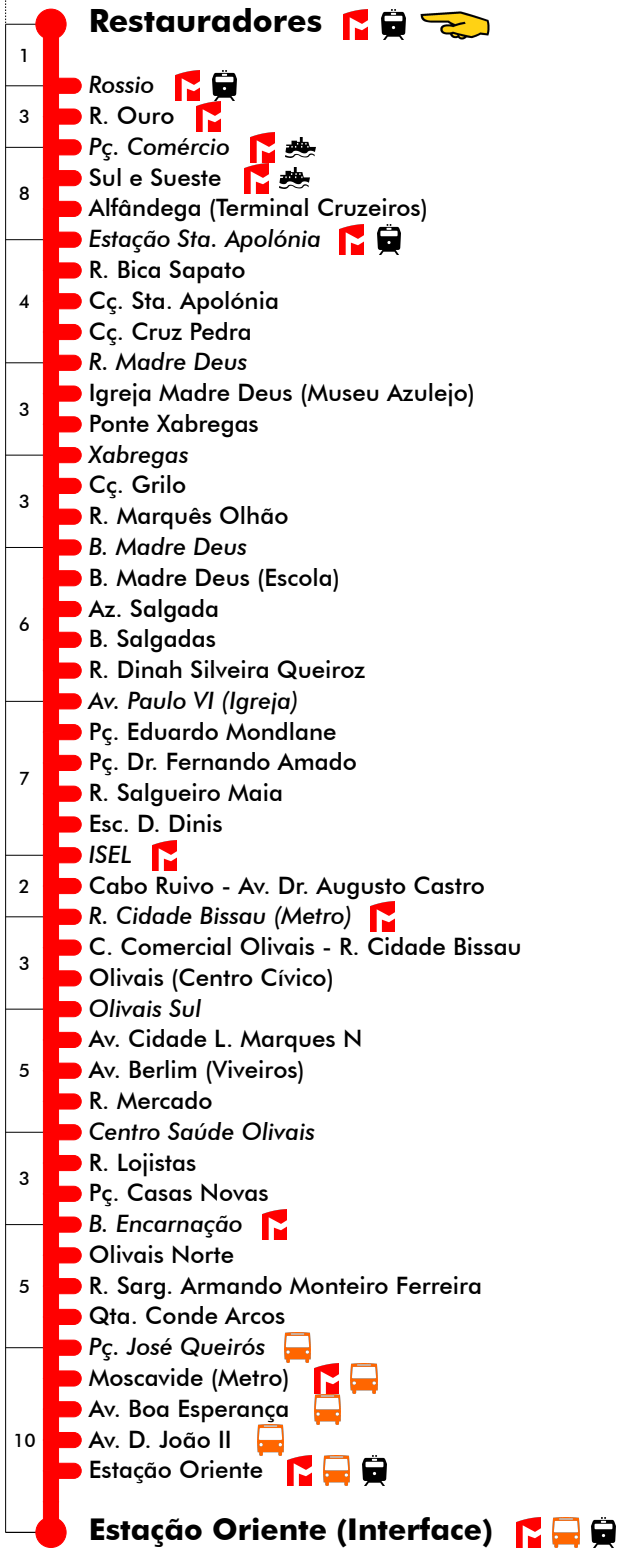 Restauradores
1
Rossio
3
R. Ouro
Pç. Comércio
Sul e Sueste
8
Alfândega (Terminal Cruzeiros)
Estação Sta. Apolónia
R. Bica Sapato
4
Cç. Sta. Apolónia
Cç. Cruz Pedra
R. Madre Deus
Igreja Madre Deus (Museu Azulejo)
3
Ponte Xabregas
Xabregas
Cç. Grilo
3
R. Marquês Olhão
B. Madre Deus
B. Madre Deus (Escola)
Az. Salgada
6
B. Salgadas
R. Dinah Silveira Queiroz
Av. Paulo VI (Igreja)
Pç. Eduardo Mondlane
Pç. Dr. Fernando Amado
7
R. Salgueiro Maia
Esc. D. Dinis
ISEL
2
Cabo Ruivo - Av. Dr. Augusto Castro
R. Cidade Bissau (Metro)
C. Comercial Olivais - R. Cidade Bissau
3
Olivais (Centro Cívico)
Olivais Sul
Av. Cidade L. Marques N
5
Av. Berlim (Viveiros)
R. Mercado
Centro Saúde Olivais
R. Lojistas
3
Pç. Casas Novas
B. Encarnação
Olivais Norte
5
R. Sarg. Armando Monteiro Ferreira
Qta. Conde Arcos
Pç. José Queirós
Moscavide (Metro)
Av. Boa Esperança
10
Av. D. João II
Estação Oriente
Estação Oriente (Interface)